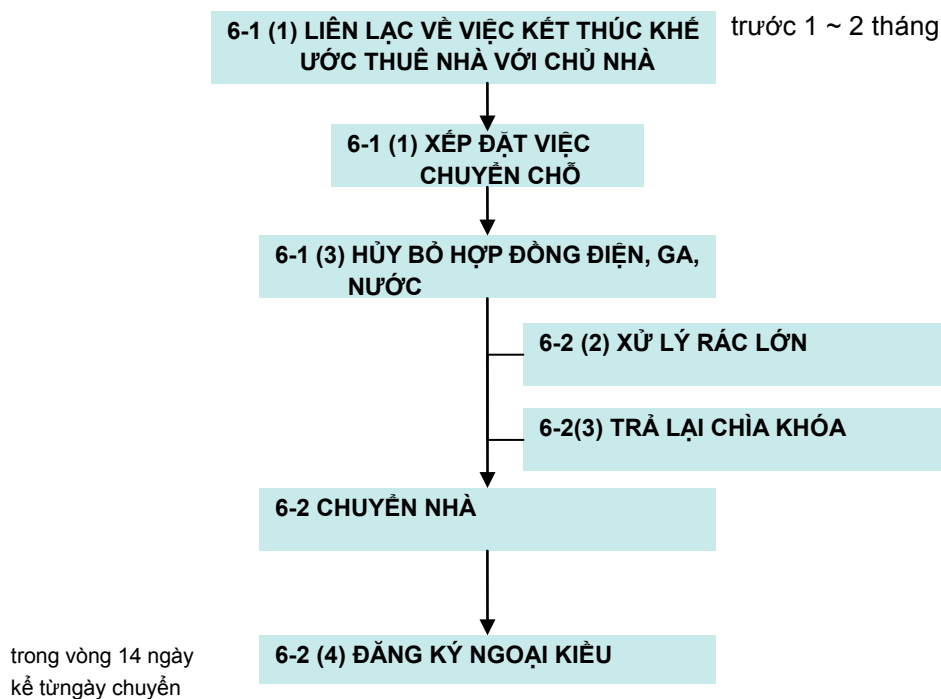 6-1 (1) LIÊN LẠC VỀ VIỆC KẾT THÚC KHẾ
ƯỚC THUÊ NHÀ VỚI CHỦ NHÀ
trước 1 ~ 2 tháng
6-1 (1) XẾP ĐẶT VIỆC
CHUYỂN CHỖ
6-1 (3) HỦY BỎ HỢP ĐỒNG ĐIỆN, GA,
NƯỚC
6-2 (2) XỬ LÝ RÁC LỚN
6-2(3) TRẢ LẠI CHÌA KHÓA
6-2 CHUYỂN NHÀ
6-2 (4) ĐĂNG KÝ NGOẠI KIỀU
trong vòng 14 ngày
kể từngày chuyển